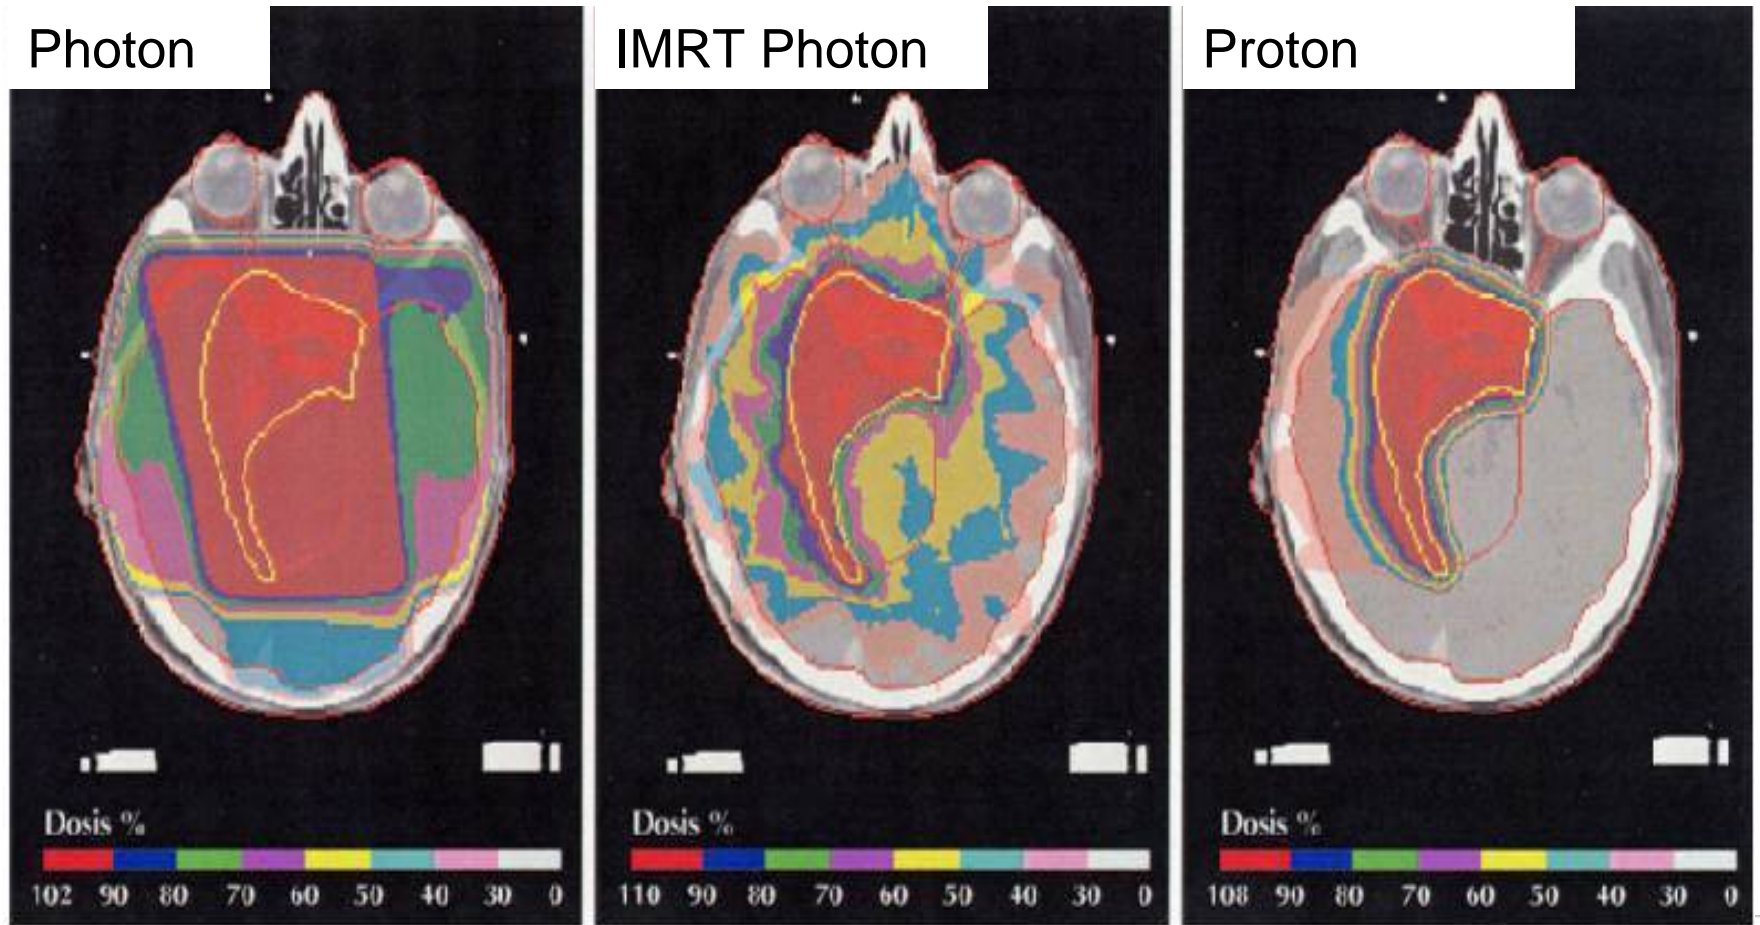 Photon
IMRT Photon
Proton
Dosis %
102 90 80 70 60 50 40 30 0
Dosis %
110 90 80 70 60 50 40 30 0
Dosis %
108 90 80 70 60 50 40 30 0